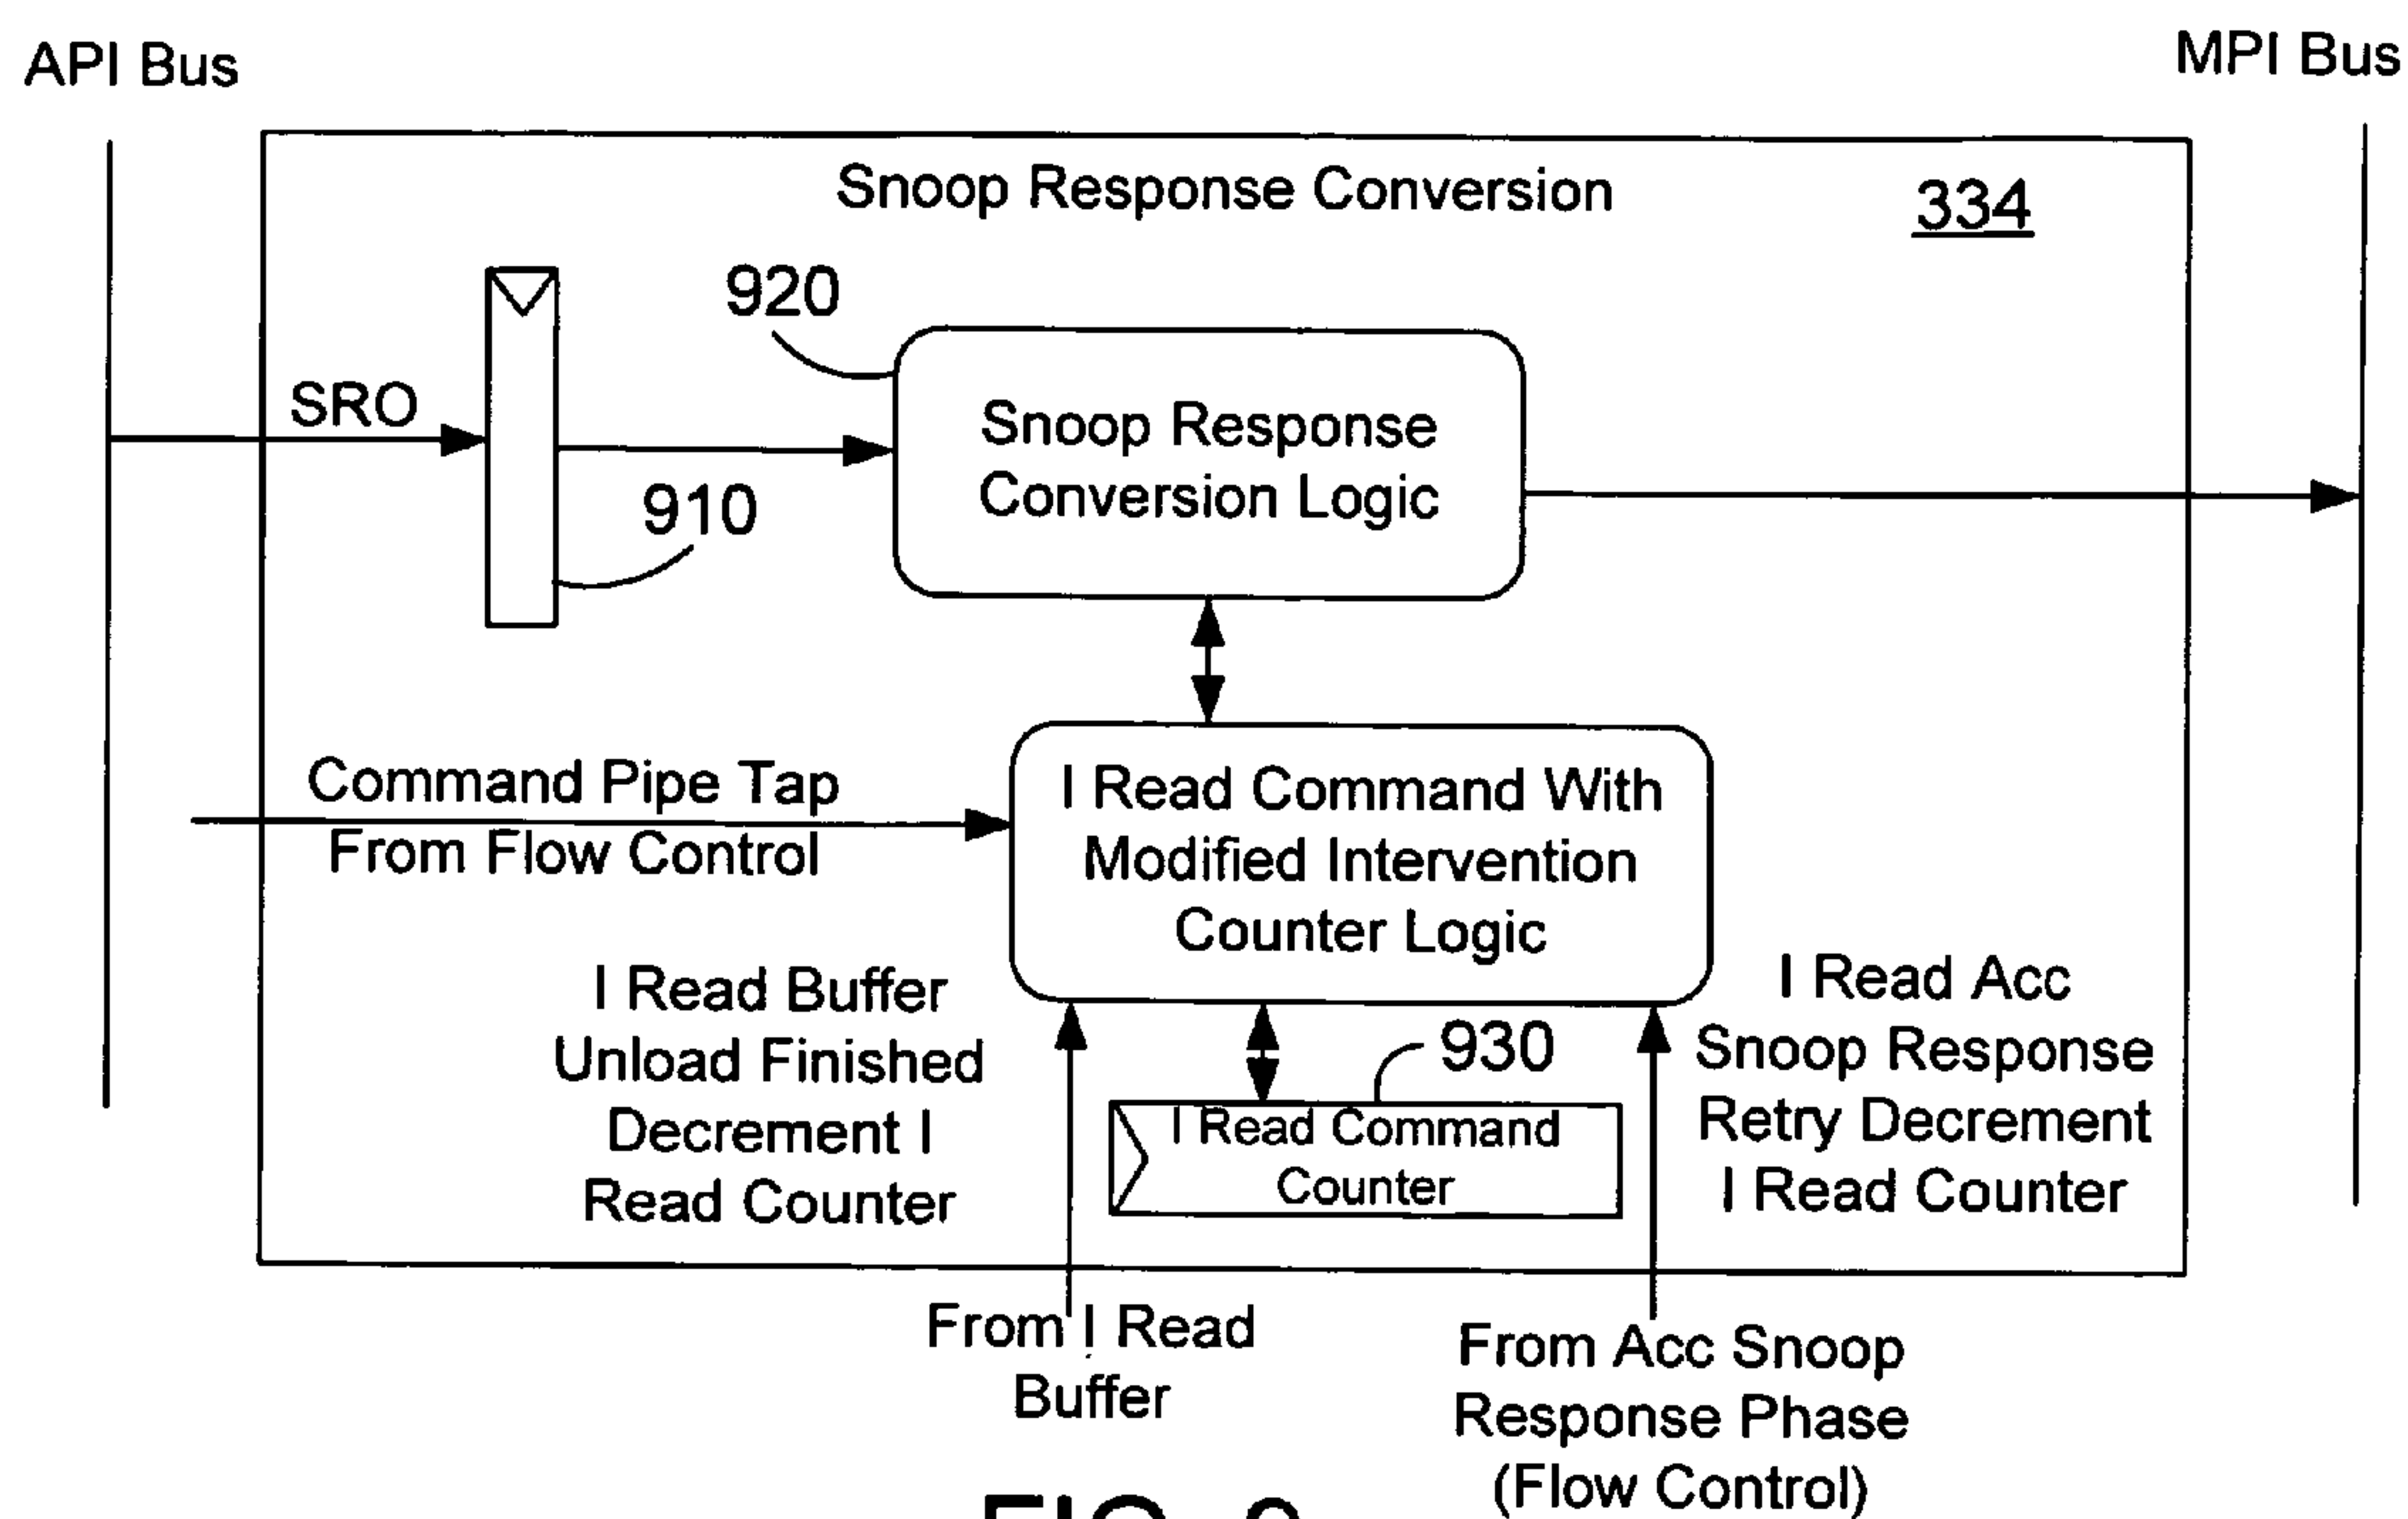 API Bus
MPI Bus
Snoop Response Conversion
334
920
SRO
Snoop Response
Conversion Logic
910
Command Pipe Tap
From Flow Control
I Read Command With
Modified Intervention
Counter Logic
I Read Buffer
Unload Finished
Decrement I
Read Counter
930
I Read Command
Counter
I Read Acc
Snoop Response
Retry Decrement
I Read Counter
From I Read
Buffer
From Acc Snoop
Response Phase
(Flow Control)